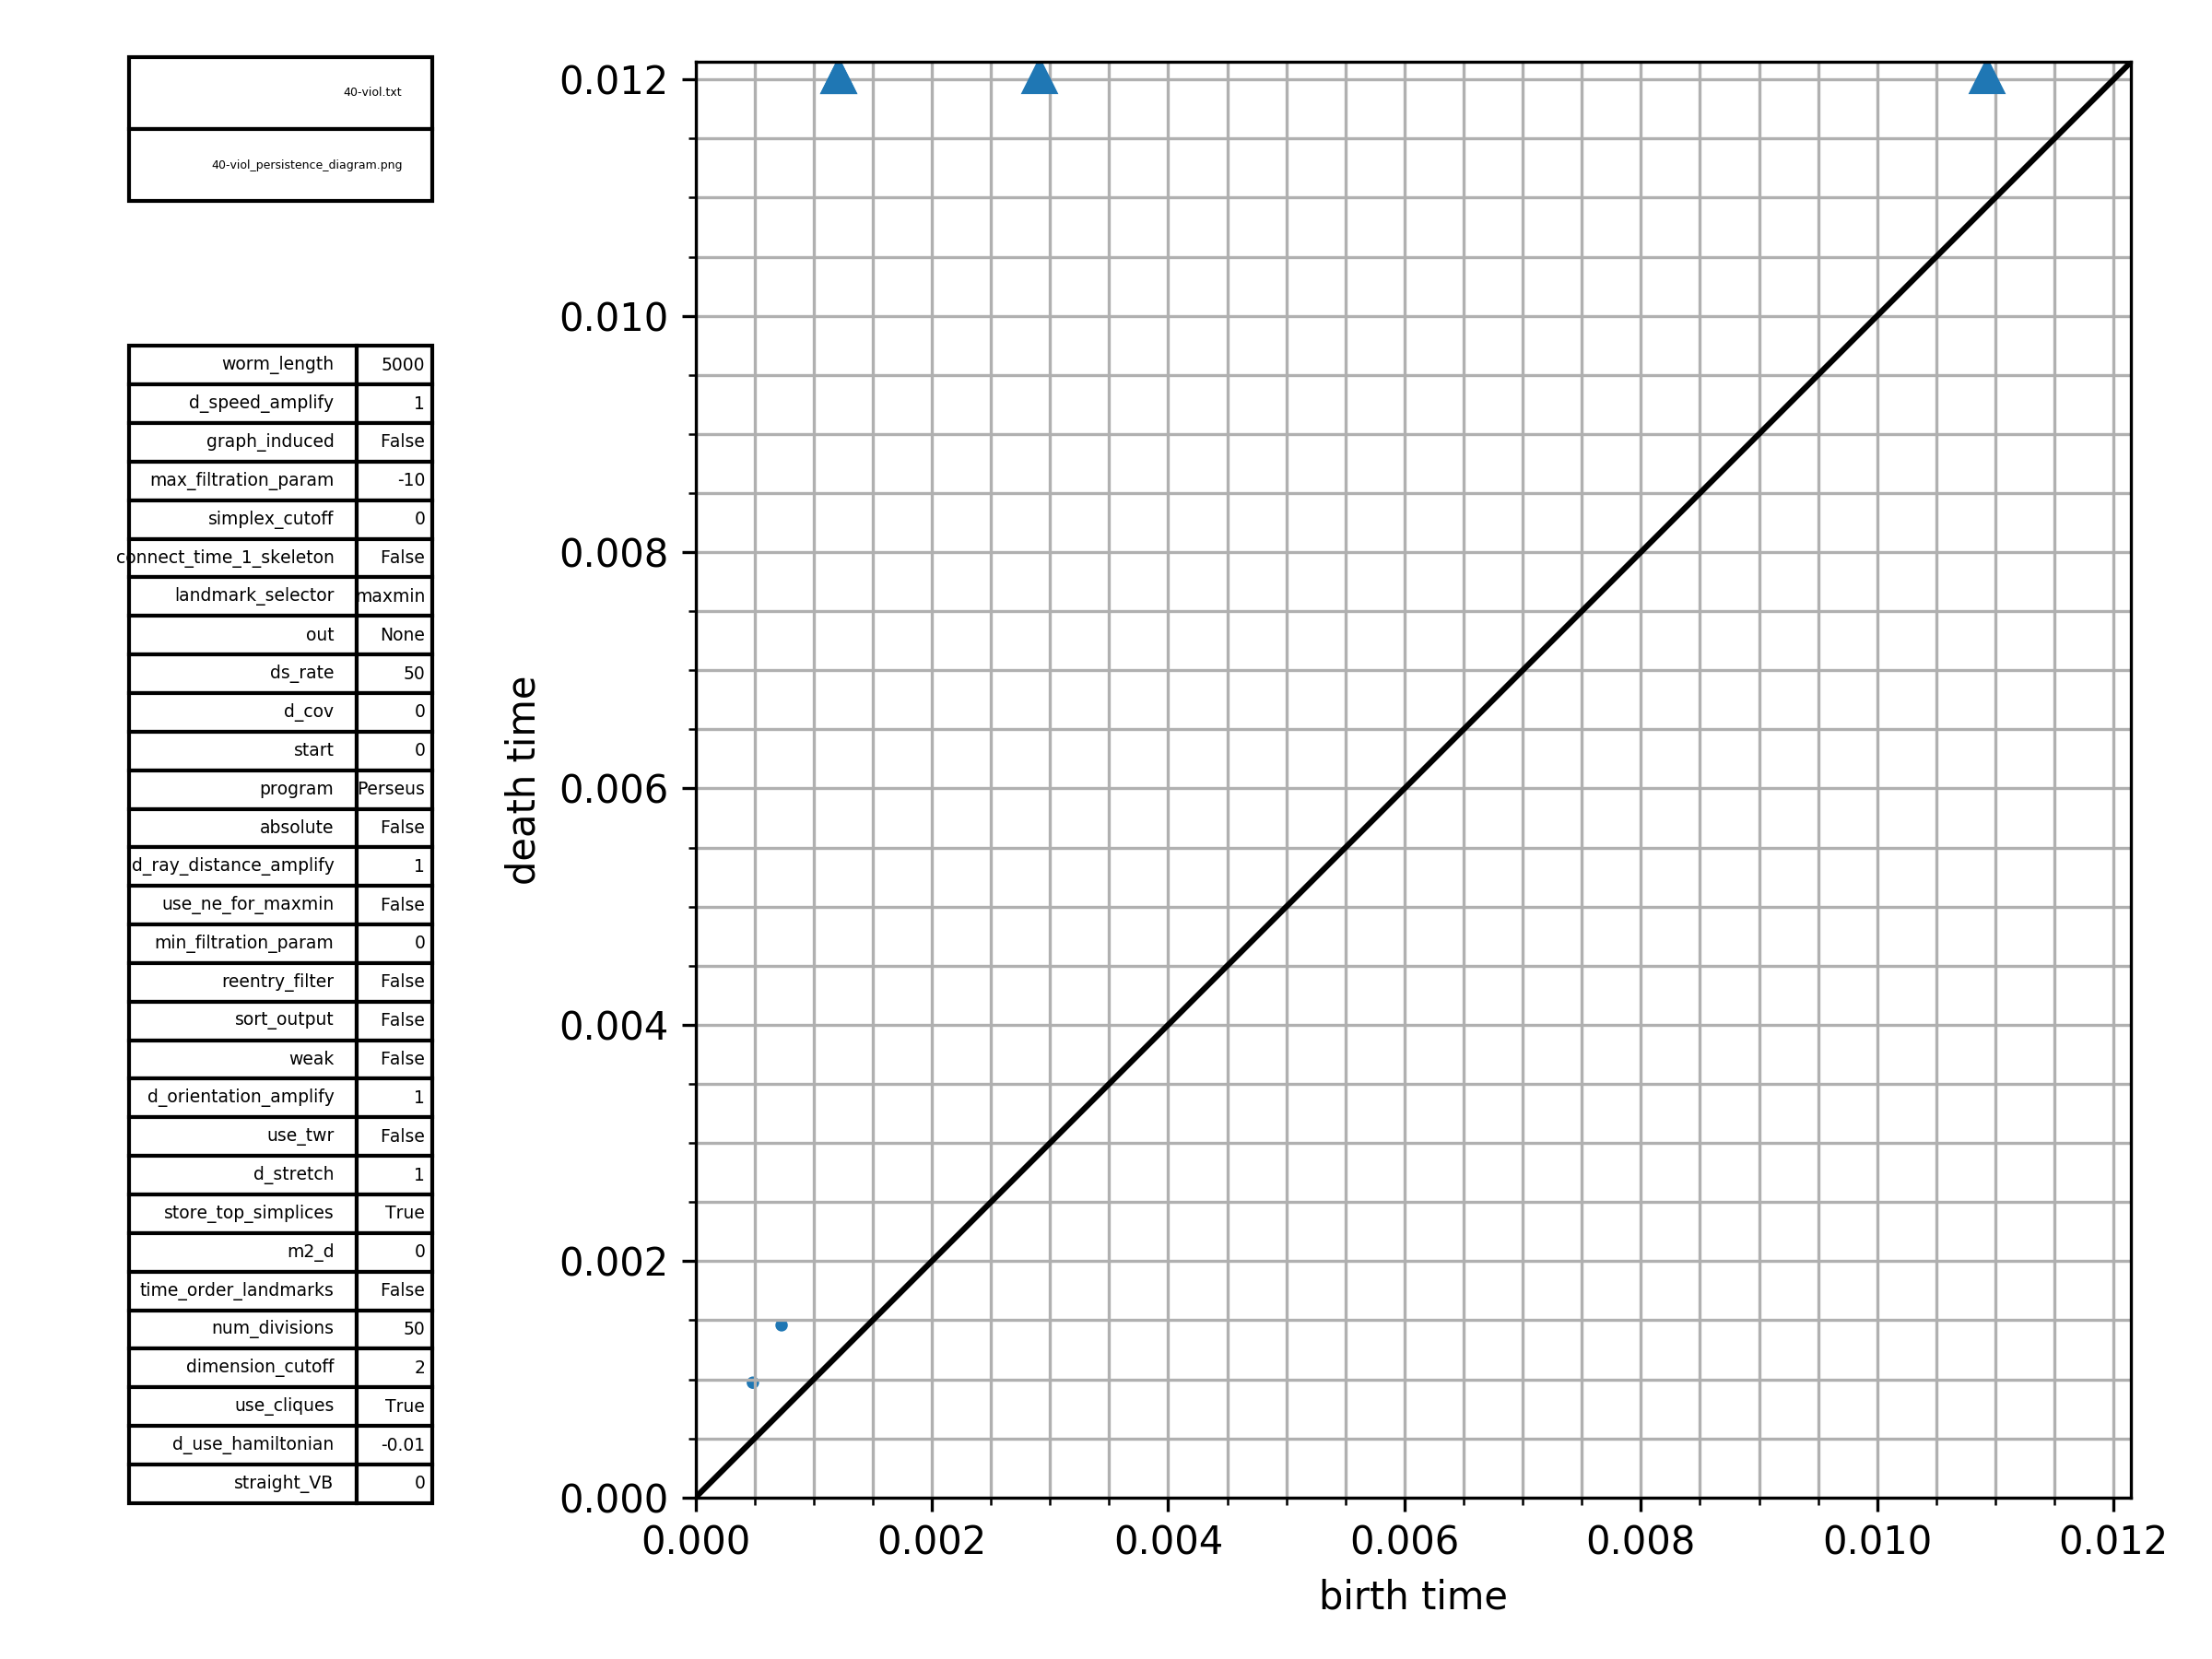 40-viol.txt
40-viol_persistence_diagram.png
worm_length 5000
d_speed_amplify 1
graph_induced False
max_filtration_param -10
simplex_cutoff 0
connect_time_1_skeleton False
landmark_selector maxmin
out None
ds_rate 50
d_cov 0
start 0
program Perseus
absolute False
d_ray_distance_amplify 1
use_ne_for_maxmin False
min_filtration_param 0
reentry_filter False
sort_output False
weak False
d_orientation_amplify 1
use_twr False
d_stretch 1
store_top_simplices True
m2_d 0
time_order_landmarks False
num_divisions 50
dimension_cutoff 2
use_cliques True
d_use_hamiltonian -0.01
straight_VB 0
death time
0.012
0.010
0.008
0.006
0.004
0.002
0.000
0.000 0.002 0.004 0.006 0.008 0.010 0.012
birth time